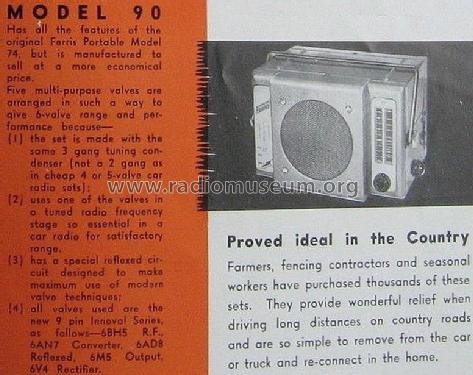 MODEL 90
Has all the features of the
original Ferris Portable Model
74, but is manufactured to
sell at a more economical
price.
Five multi-purpose valves are
arranged in such a way to
give 6-valve range and per-
formance because—
(1) the set is made with the
same 3 gang tuning con-
denser (not a 2 gang as
in cheap 4 or 5-valve car
radio sets);
(2) uses one of the valves in
a tuned radio frequency
stage so essential in a
car radio for satisfactory
range.
(3) has a special reflexed cir-
cuit designed to make
maximum use of modern
valve techniques;
(4) all valves used are the
new 9 pin Innoval Series,
as follows—6BH5 R.F.,
6AN7 Converter, 6AD8
Reflexed, 6M5 Output,
6V4 Rectifier.
www.radiomuseum.org
Proved ideal in the Country
Farmers, fencing contractors and seasonal
workers have purchased thousands of these
sets. They provide wonderful relief when
driving long distances on country roads
and are so simple to remove from the car
or truck and re-connect in the home.